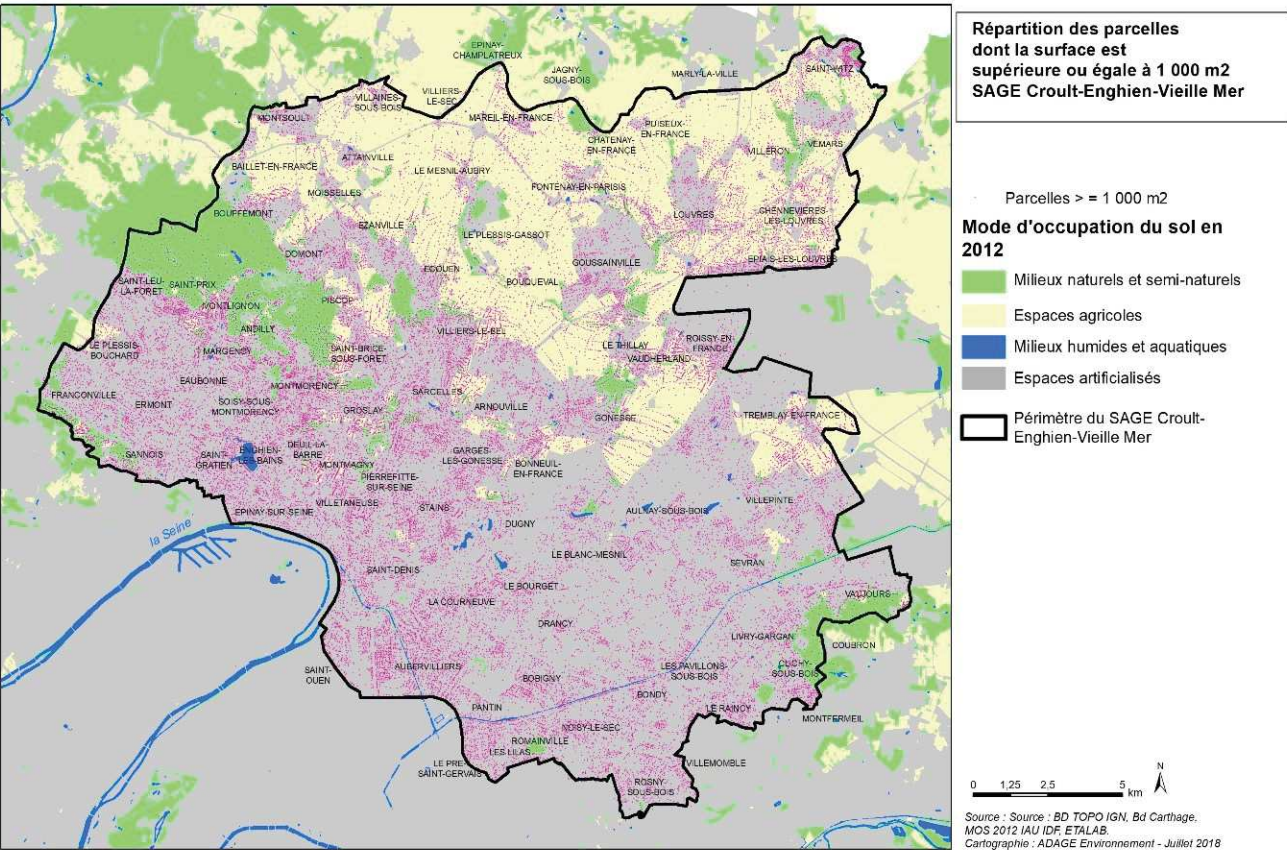 Répartition des parcelles
dont la surface est
supérieure ou égale à 1 000 m2
SAGE Croult-Enghien-Vieille Mer
Parcelles > = 1 000 m2
Mode d'occupation du sol en
2012
Milieux naturels et semi-naturels
Espaces agricoles
Milieux humides et aquatiques
Espaces artificialisés
Périmètre du SAGE Croult-
Enghien-Vieille Mer
0 1,25 2,5 5
km
N
Source : Source : BD TOPO IGN, Bd Carthage,
MOS 2012 IAU IDF, ETALAB.
Cartographie : ADAGE Environnement - Juillet 2018
EPINAY-
CHAMPLATREUX
JAGNY-
SOUS-BOIS
MARLY-LA-VILLE
VILLAINES-
SOUS-BOIS
VILLIERS-
LE-SEC
MAREIL-EN-FRANCE
MONTSOULT
CHATENAY-
EN-FRANCE
PUISEUX-
EN-FRANCE
VILLERON
VEMARS
BAILLET-EN-FRANCE
ATTAINVILLE
LE MESNIL-AUBRY
MOISSELLES
FONTENAY-EN-PARISIS
BOUFFEMONT
LOUVRES
CHENNEVIERES-
LES-LOUVRES
EZANVILLE
LE PLESSIS-GASSOT
DOMONT
ECOUEN
GOUSSAINVILLE
EPIAIS-LES-LOUVRES
BOUQUEVAL
SAINT-LEU-
LA-FORET
SAINT-PRIX
MONTLIGNON
PISCOP
ANDILLY
VILLIERS-LE-BEL
LE PLESSIS-
BOUCHARD
MARGENCY
SAINT-BRICE-
SOUS-FORET
LE THILLAY
VAUDHERLAND
ROISSY-EN-
FRANCE
FRANCONVILLE
EAUBONNE
ERMONT
MONTMORENCY
SOISY-SOUS-
MONTMORENCY
GROSLAY
SARCELLES
ARNOUVILLE
GONESSE
TREMBLAY-EN-FRANCE
SANNOIS
SAINT-
GRATIEN
ENGHIEN-
LES-BAINS
DEUIL-LA-
BARRE
MONTMAGNY
GARGES-
LES-GONESSE
BONNEUIL-
EN-FRANCE
PIERREFITTE-
SUR-SEINE
VILLETANEUSE
EPINAY-SUR-SEINE
STAINS
DUGNY
AULNAY-SOUS-BOIS
VILLEPINTE
la Seine
LE BLANC-MESNIL
SEVRAN
SAINT-DENIS
LE BOURGET
LA COURNEUVE
DRANCY
VAUJOURS
LIVRY-GARGAN
COUBRON
SAINT-
OUEN
AUBERVILLIERS
BOBIGNY
LES PAVILLONS-
SOUS-BOIS
CLICHY-
SOUS-BOIS
PANTIN
BONDY
LE RAINCY
MONTFERMEIL
NOISY-LE-SEC
ROMAINVILLE
LES LILAS
LE PRE-
SAINT-GERVAIS
VILLEMOMBLE
ROSNY-
SOUS-BOIS